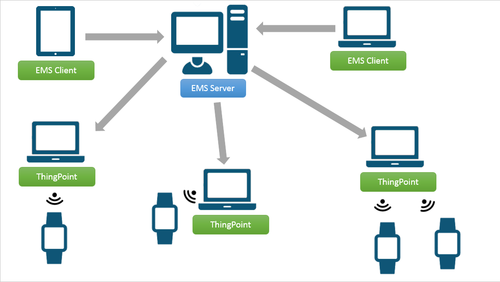 EMS Client
EMS Client
EMS Server
ThingPoint
ThingPoint
ThingPoint